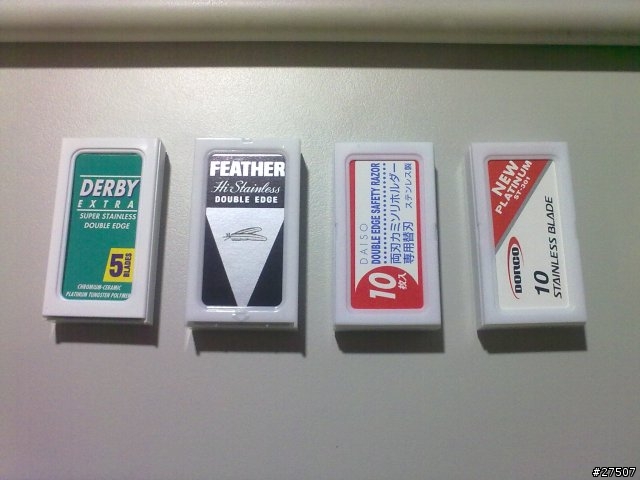 DERBY
EXTRA
SUPER STAINLESS
DOUBLE EDGE
5
BLADES
CHROMIUM-CERAMIC
PLATINUM TUNGSTEN POLYMER
FEATHER
Hi-Stainless
DOUBLE EDGE
DAISO
DOUBLE EDGE SAFETY RAZOR
両刃カミソリホルダー
専用替刃
ステンレス製
10
枚入
NEW
PLATINUM
ST-301
DORCO
10
STAINLESS BLADE
#27507